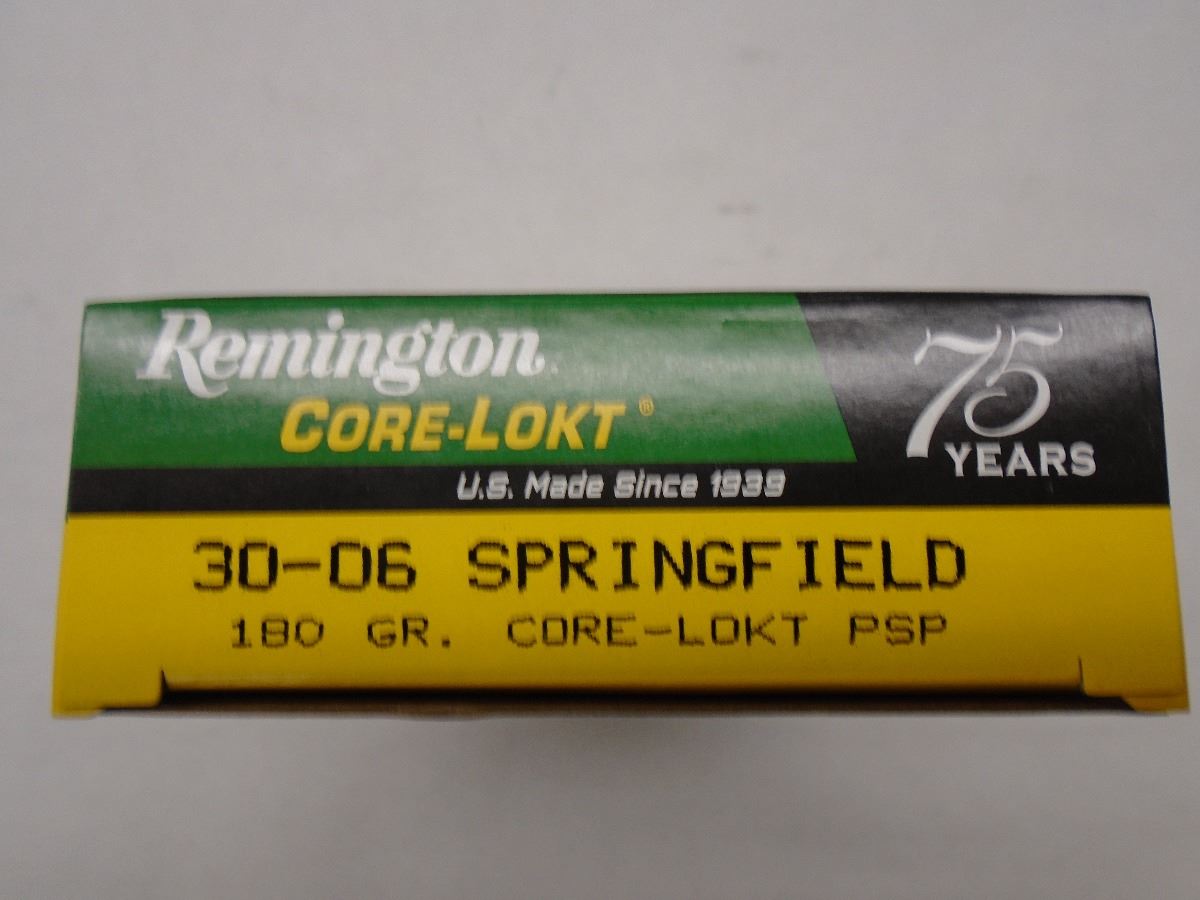 Remington
CORE-LOKT®
U.S. Made Since 1939
75
YEARS
30-06 SPRINGFIELD
180 GR. CORE-LOKT PSP